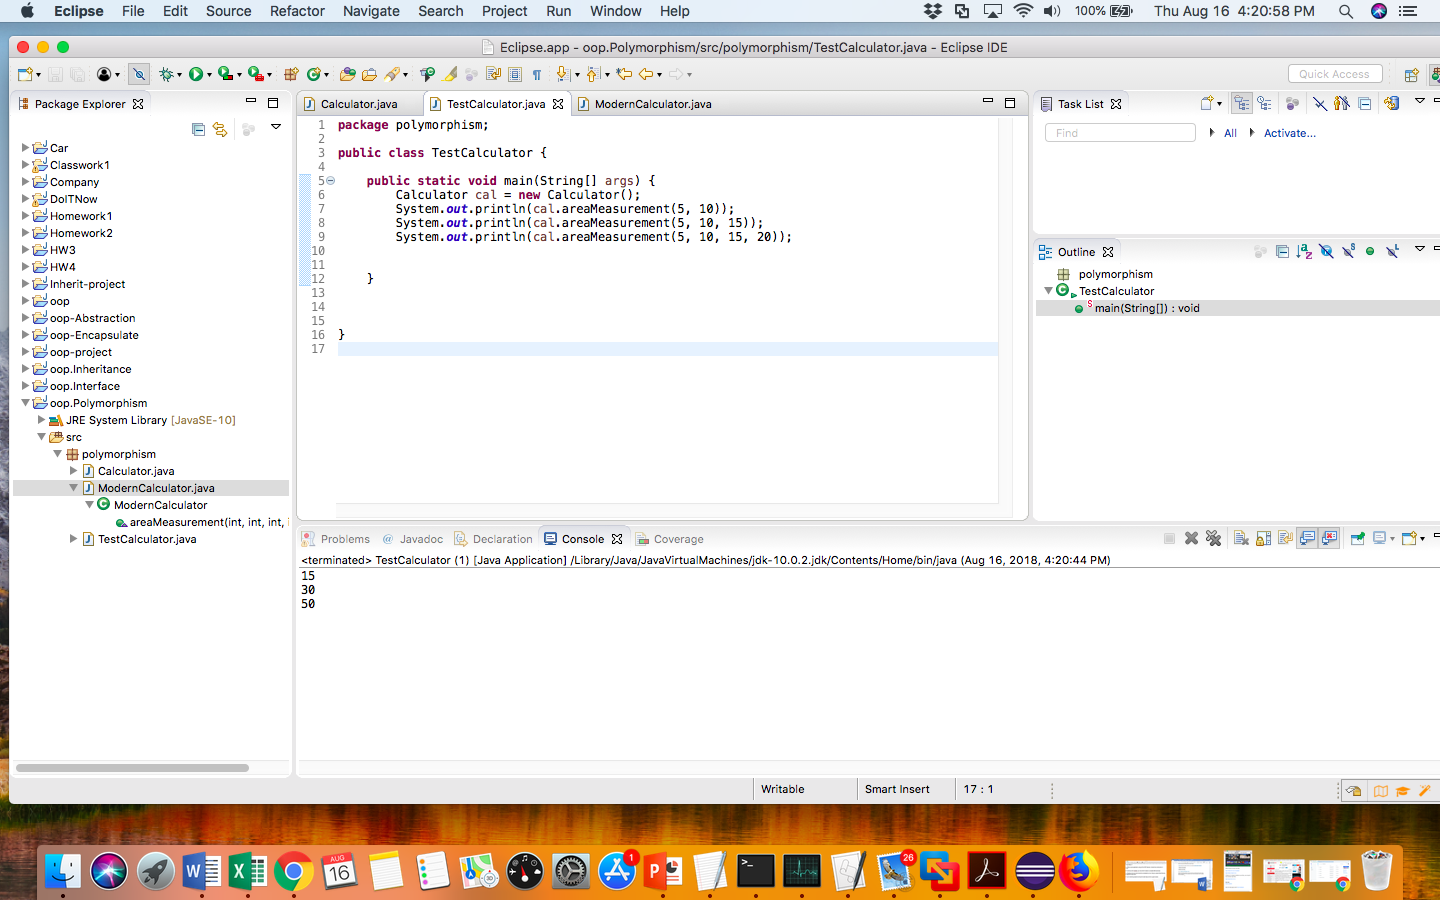 Eclipse File Edit Source Refactor Navigate Search Project Run Window Help 100% Thu Aug 16 4:20:58 PM
Eclipse.app - oop.Polymorphism/src/polymorphism/TestCalculator.java - Eclipse IDE
Quick Access
Package Explorer
Car
Classwork1
Company
DoITNow
Homework1
Homework2
HW3
HW4
Inherit-project
oop
oop-Abstraction
oop-Encapsulate
oop-project
oop.Inheritance
oop.Interface
oop.Polymorphism
JRE System Library [JavaSE-10]
src
polymorphism
Calculator.java
ModernCalculator.java
ModernCalculator
areaMeasurement(int, int, int,
TestCalculator.java
Calculator.java TestCalculator.java ModernCalculator.java
1 package polymorphism;
2
3 public class TestCalculator {
4
5 public static void main(String[] args) {
6 Calculator cal = new Calculator();
7 System.out.println(cal.areaMeasurement(5, 10));
8 System.out.println(cal.areaMeasurement(5, 10, 15));
9 System.out.println(cal.areaMeasurement(5, 10, 15, 20));
10
11
12 }
13
14
15
16 }
17
Task List
Find All Activate...
Outline
polymorphism
TestCalculator
main(String[]) : void
Problems Javadoc Declaration Console Coverage
<terminated> TestCalculator (1) [Java Application] /Library/Java/JavaVirtualMachines/jdk-10.0.2.jdk/Contents/Home/bin/java (Aug 16, 2018, 4:20:44 PM)
15
30
50
Writable Smart Insert 17 : 1
AUG
16
1
26